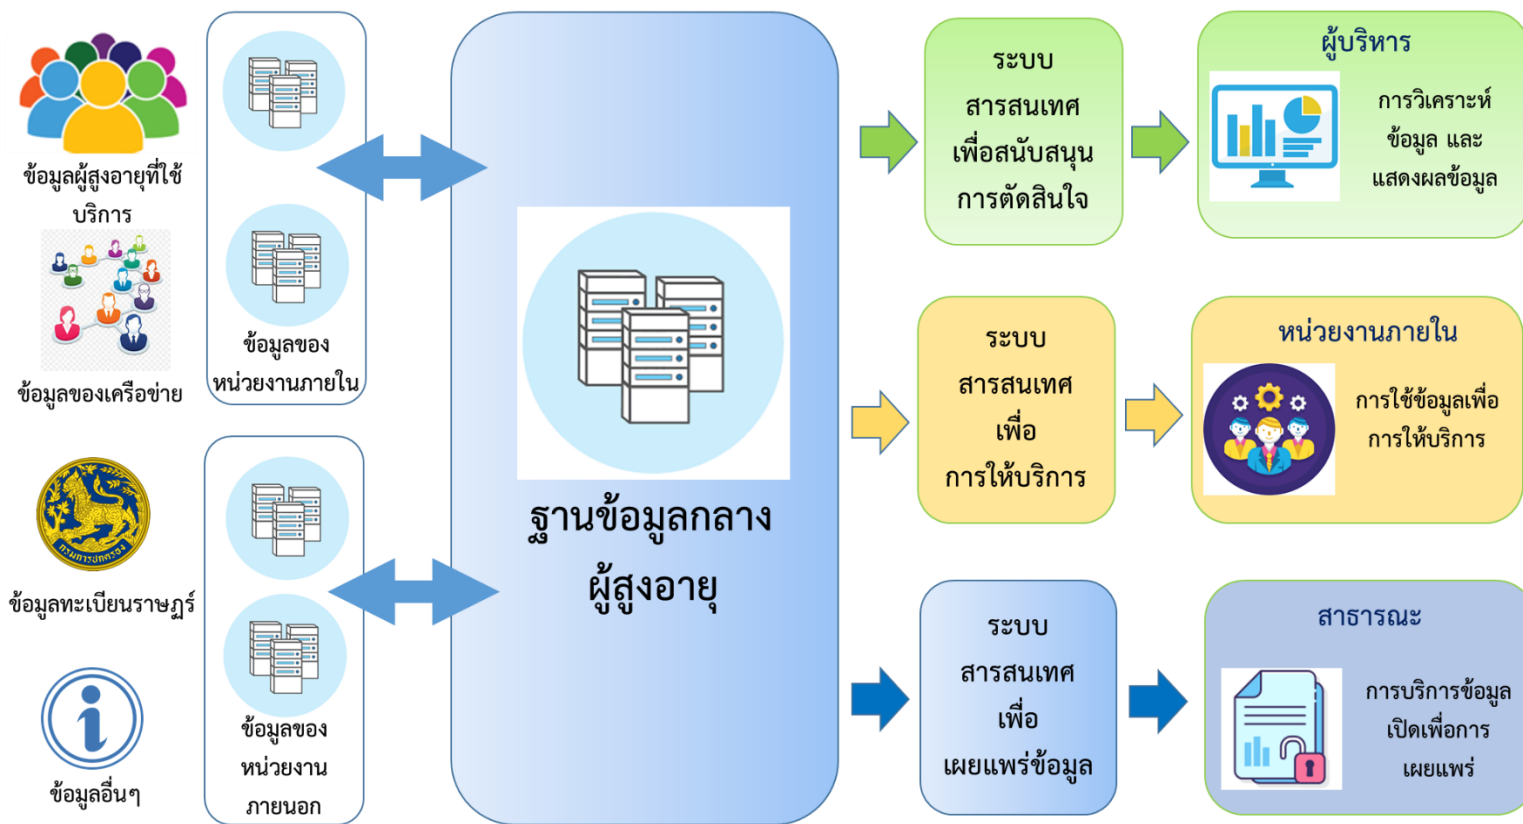 ข้อมูลผู้สูงอายุที่ใช้
บริการ
ข้อมูลของเครือข่าย
กรมการปกครอง
ข้อมูลทะเบียนราษฏร์
ข้อมูลอื่นๆ
ข้อมูลของ
หน่วยงานภายใน
ข้อมูลของ
หน่วยงาน
ภายนอก
ฐานข้อมูลกลาง
ผู้สูงอายุ
ระบบ
สารสนเทศ
เพื่อสนับสนุน
การตัดสินใจ
ผู้บริหาร
การวิเคราะห์
ข้อมูล และ
แสดงผลข้อมูล
ระบบ
สารสนเทศ
เพื่อ
การให้บริการ
หน่วยงานภายใน
การใช้ข้อมูลเพื่อ
การให้บริการ
ระบบ
สารสนเทศ
เพื่อ
เผยแพร่ข้อมูล
สาธารณะ
การบริการข้อมูล
เปิดเพื่อการ
เผยแพร่